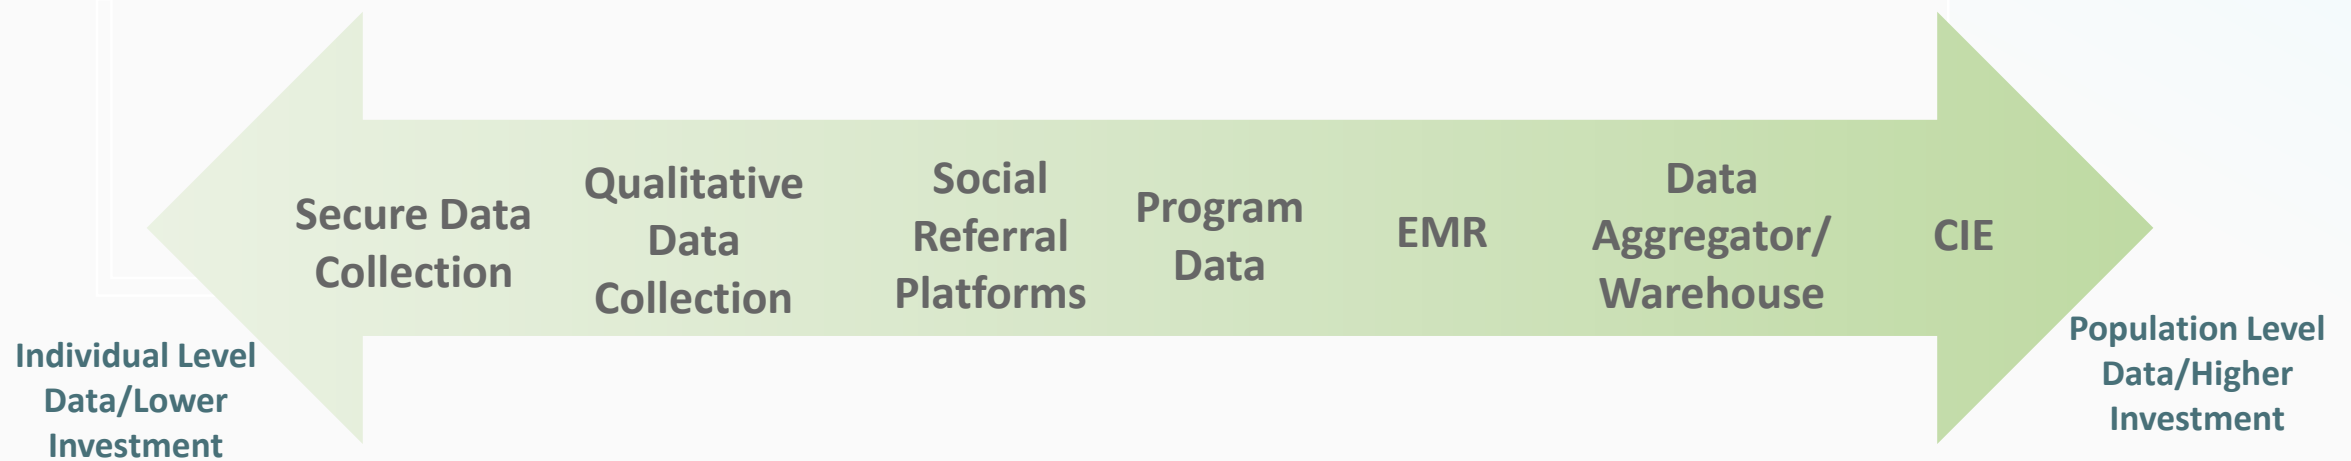 Secure Data
Collection
Qualitative
Data
Collection
Social
Referral
Platforms
Program
Data
EMR
Data
Aggregator/
Warehouse
CIE
Individual Level
Data/Lower
Investment
Population Level
Data/Higher
Investment